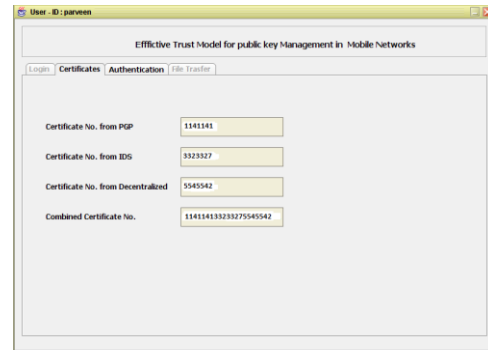 User - ID : parveen
Efffictive Trust Model for public key Management in Mobile Networks
Login Certificates Authentication File Trasfer
Certificate No. from PGP 1141141
Certificate No. from IDS 3323327
Certificate No. from Decentralized 5545542
Combined Certificate No. 114114133233275545542